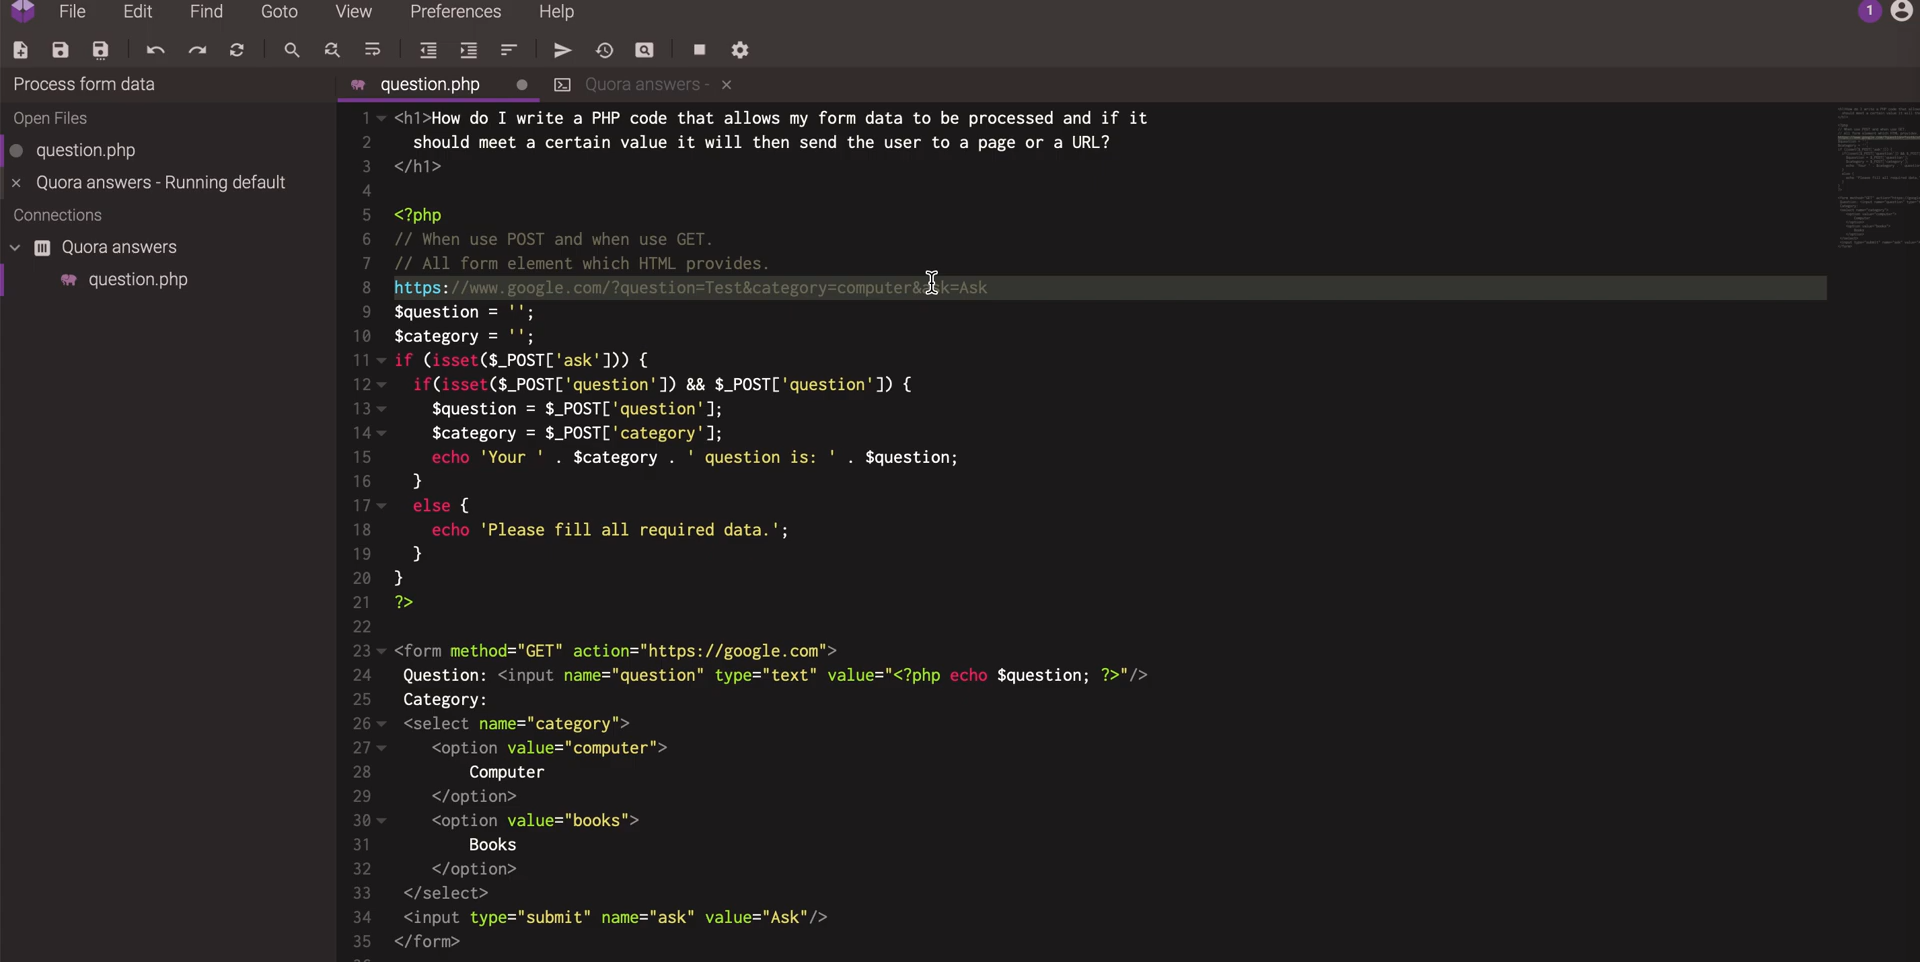 File Edit Find Goto View Preferences Help
1
Process form data
question.php
Quora answers -
Open Files
question.php
Quora answers - Running default
Connections
Quora answers
question.php
1 <h1>How do I write a PHP code that allows my form data to be processed and if it
2 should meet a certain value it will then send the user to a page or a URL?
3 </h1>
4
5 <?php
6 // When use POST and when use GET.
7 // All form element which HTML provides.
8 https://www.google.com/?question=Test&category=computer&ask=Ask
9 $question = '';
10 $category = '';
11 if (isset($_POST['ask'])) {
12 if(isset($_POST['question']) && $_POST['question']) {
13 $question = $_POST['question'];
14 $category = $_POST['category'];
15 echo 'Your ' . $category . ' question is: ' . $question;
16 }
17 else {
18 echo 'Please fill all required data.';
19 }
20 }
21 ?>
22
23 <form method="GET" action="https://google.com">
24 Question: <input name="question" type="text" value="<?php echo $question; ?>"/>
25 Category:
26 <select name="category">
27 <option value="computer">
28 Computer
29 </option>
30 <option value="books">
31 Books
32 </option>
33 </select>
34 <input type="submit" name="ask" value="Ask"/>
35 </form>